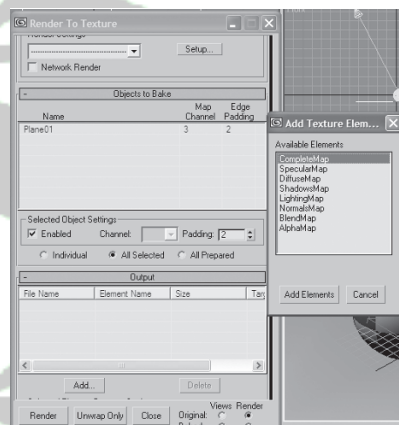 Render To Texture
Render Settings
Setup...
Network Render
Objects to Bake
Name
Map Channel
Edge Padding
Plane01
3
2
Selected Object Settings
Enabled
Channel:
Padding: 2
Individual
All Selected
All Prepared
Output
File Name
Element Name
Size
Targ
Add...
Delete
Render
Unwrap Only
Close
Views
Render
Original:
Add Texture Elem...
Available Elements
CompleteMap
SpecularMap
DiffuseMap
ShadowsMap
LightingMap
NormalsMap
BlendMap
AlphaMap
Add Elements
Cancel